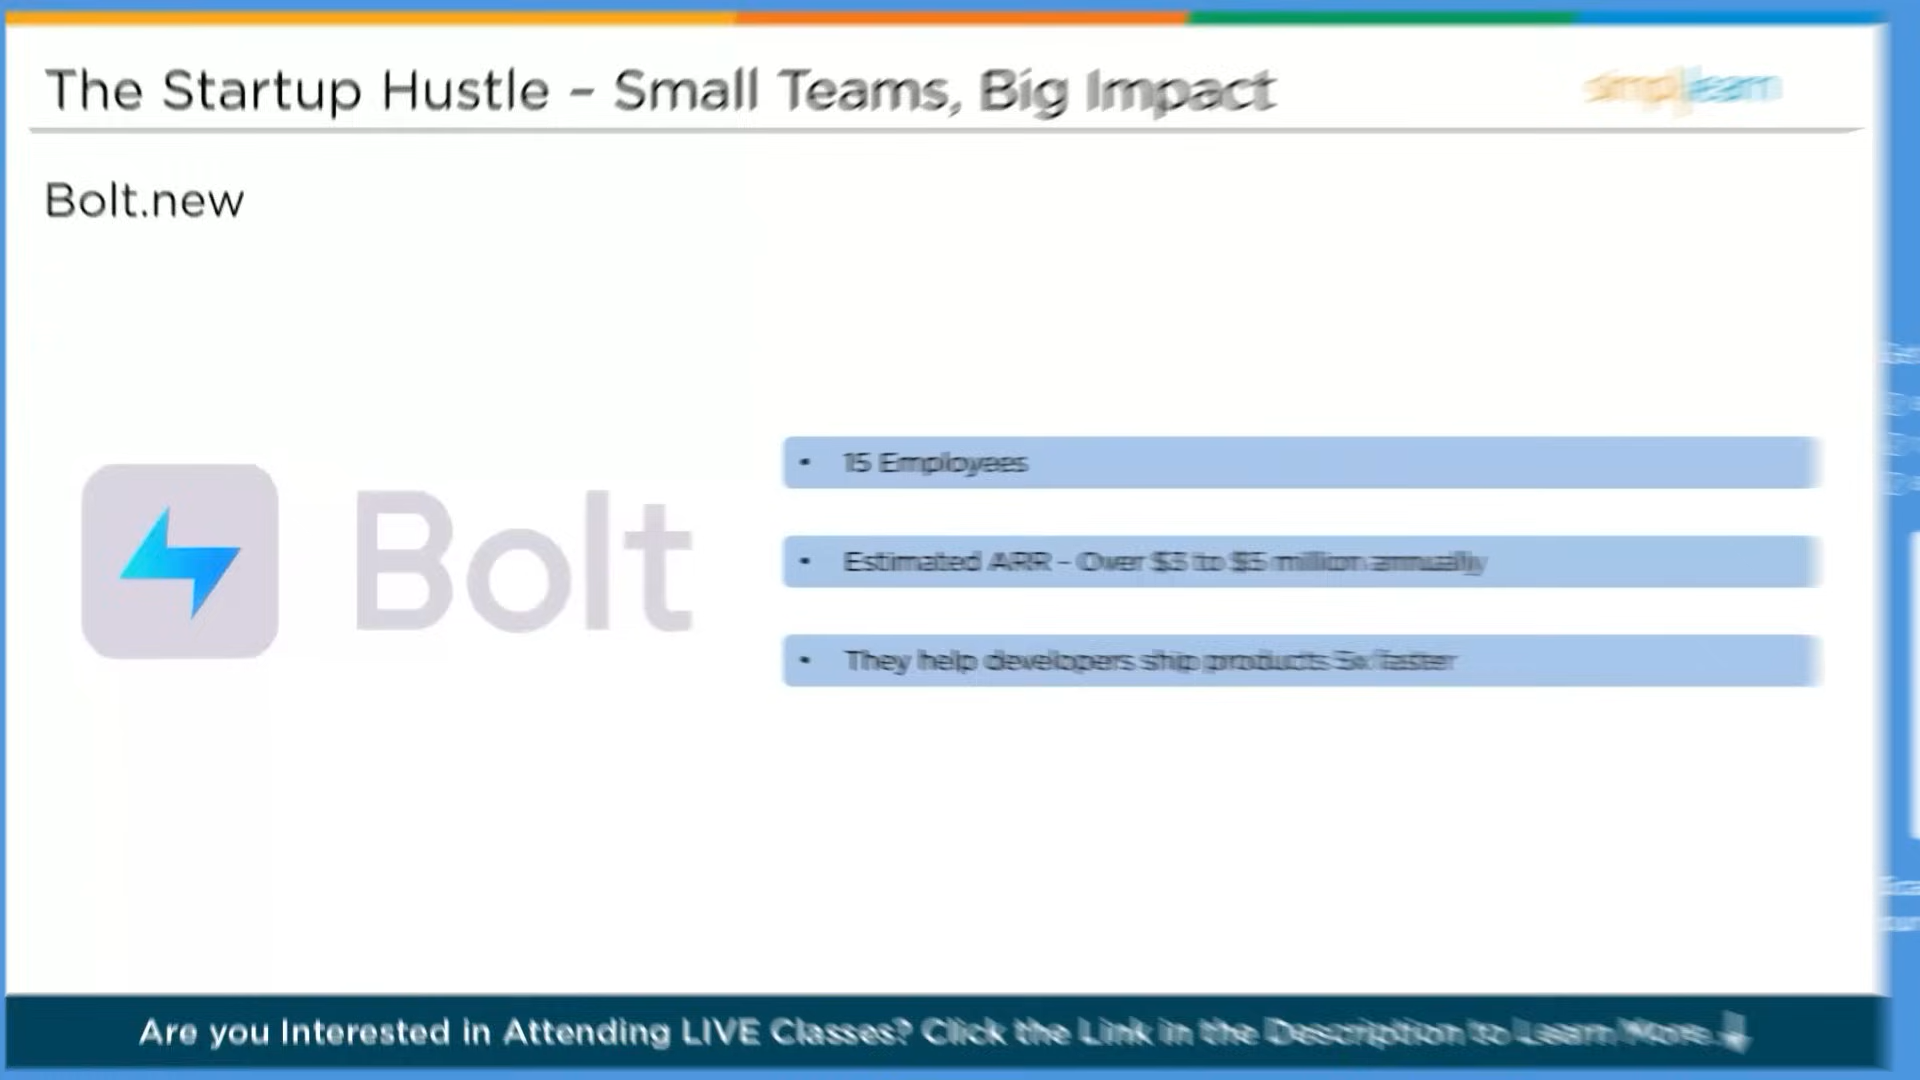 The Startup Hustle – Small Teams, Big Impact
simplilearn
Bolt.new
Bolt
• 15 Employees
• Estimated ARR – Over $3 to $5 million annually
• They help developers ship products 5x faster
Are you Interested in Attending LIVE Classes? Click the Link in the Description to Learn More.